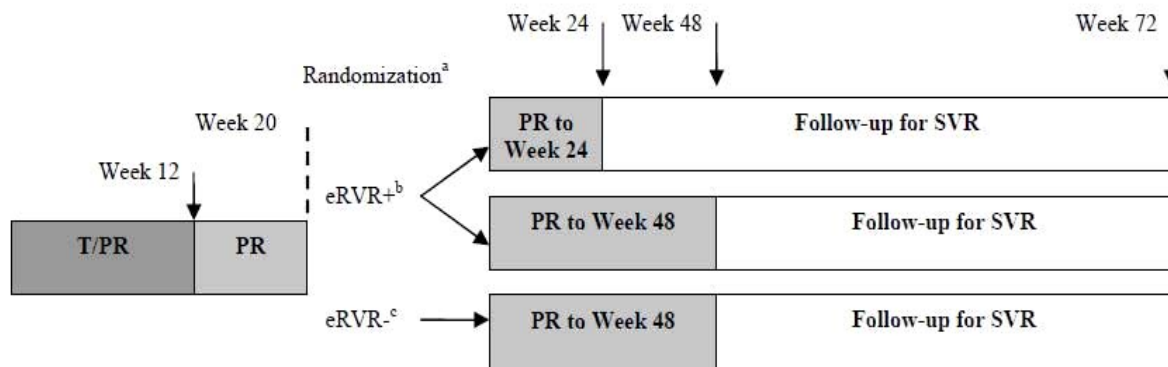 Week 24
Week 48
Week 72
Randomizationᵃ
Week 20
PR to
Week 24
Follow-up for SVR
Week 12
eRVR+ᵇ
T/PR
PR
PR to Week 48
Follow-up for SVR
eRVR-ᶜ
PR to Week 48
Follow-up for SVR